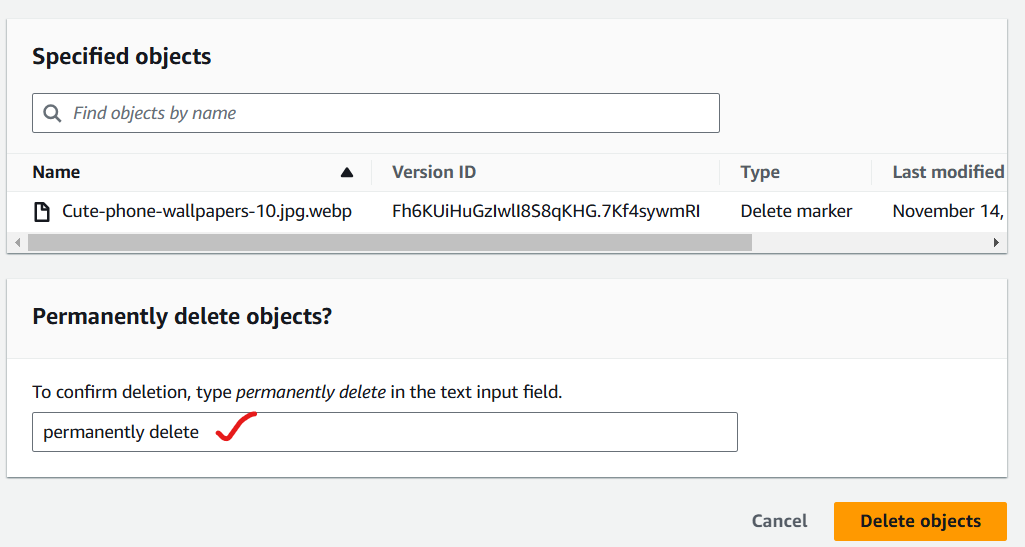 Specified objects
Find objects by name
Name Version ID Type Last modified
Cute-phone-wallpapers-10.jpg.webp Fh6KUiHuGzIwlI8S8qKHG.7Kf4sywmRI Delete marker November 14,
Permanently delete objects?
To confirm deletion, type permanently delete in the text input field.
permanently delete
Cancel Delete objects